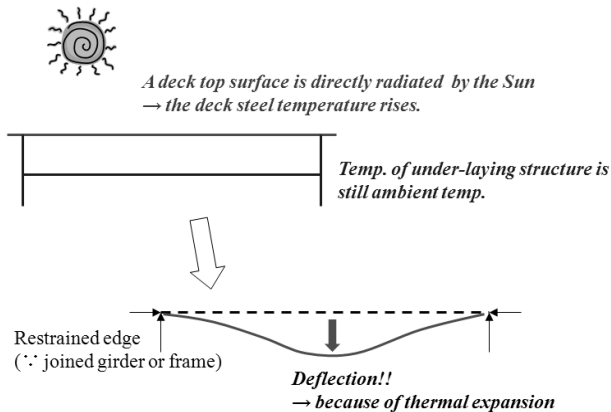 A deck top surface is directly radiated by the Sun
→ the deck steel temperature rises.
Temp. of under-laying structure is
still ambient temp.
Restrained edge
(∵ joined girder or frame)
Deflection!!
→ because of thermal expansion